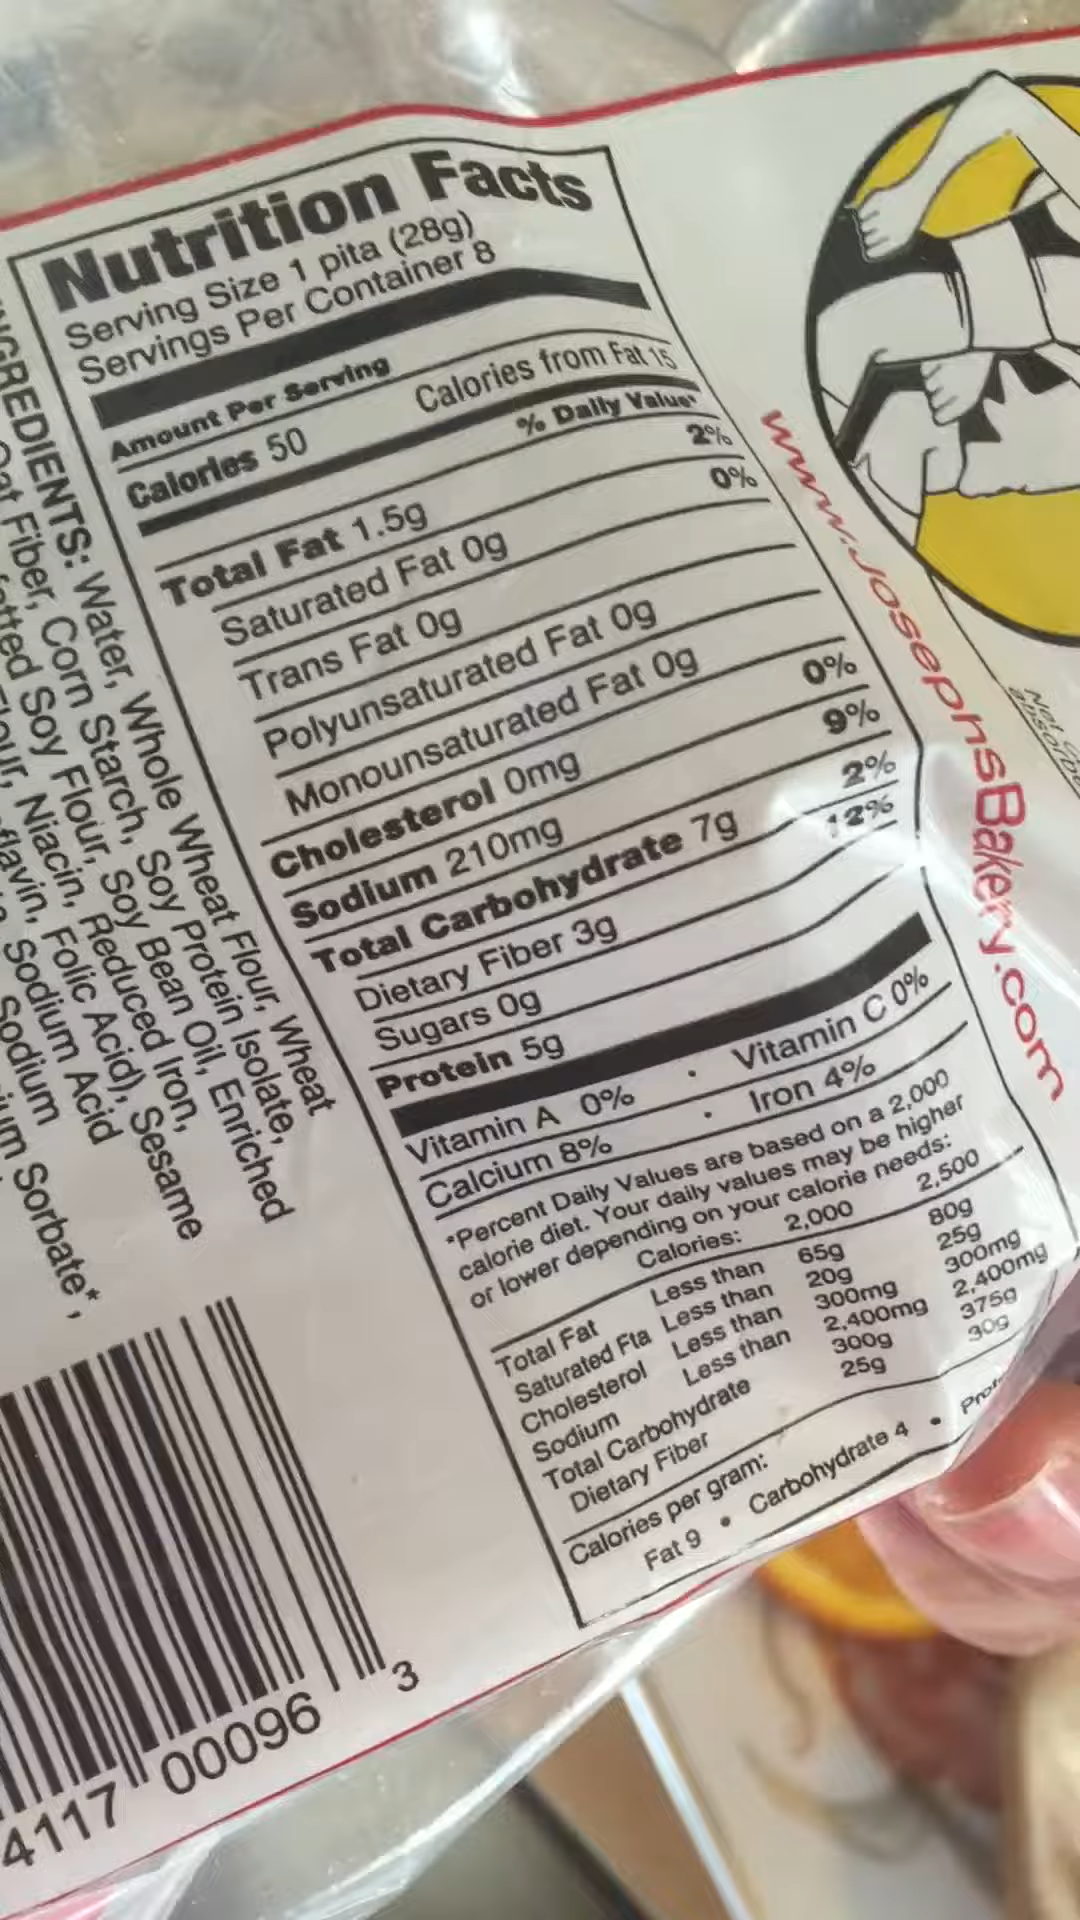 Nutrition Facts
Serving Size 1 pita (28g)
Servings Per Container 8
Amount Per Serving
Calories 50 Calories from Fat 15
% Daily Value*
Total Fat 1.5g 2%
Saturated Fat 0g 0%
Trans Fat 0g
Polyunsaturated Fat 0g
Monounsaturated Fat 0g
Cholesterol 0mg 0%
Sodium 210mg 9%
Total Carbohydrate 7g 2%
Dietary Fiber 3g 12%
Sugars 0g
Protein 5g
Vitamin A 0% • Vitamin C 0%
Calcium 8% • Iron 4%
*Percent Daily Values are based on a 2,000
calorie diet. Your daily values may be higher
or lower depending on your calorie needs:
Calories: 2,000 2,500
Total Fat Less than 65g 80g
Saturated Fta Less than 20g 25g
Cholesterol Less than 300mg 300mg
Sodium Less than 2,400mg 2,400mg
Total Carbohydrate 300g 375g
Dietary Fiber 25g 30g
Calories per gram:
Fat 9 • Carbohydrate 4 •
INGREDIENTS: Water, Whole Wheat Flour, Wheat
Oat Fiber, Corn Starch, Soy Protein Isolate,
Soy Flour, Soy Bean Oil, Enriched
Flour, Niacin, Reduced Iron,
Folic Acid), Sesame
Sodium Acid
Sodium
Sorbate*,
www.JosephsBakery.com
4117 00096 3